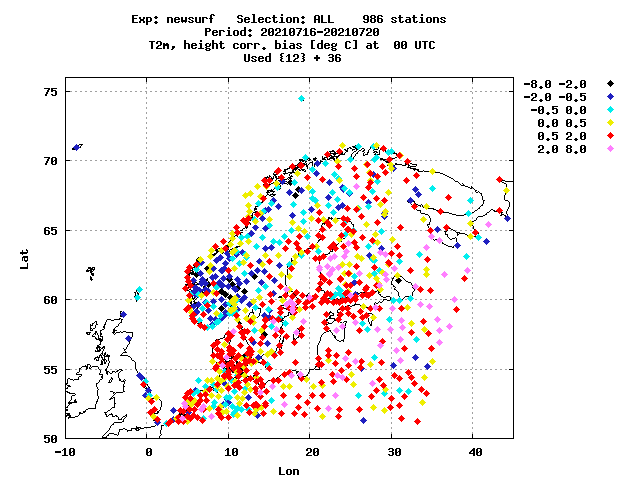 Exp: newsurf   Selection: ALL    986 stations
Period: 20210716-20210720
T2m, height corr. bias [deg C] at  00 UTC
Used {12} + 36
-8.0 -2.0
-2.0 -0.5
-0.5 0.0
0.0 0.5
0.5 2.0
2.0 8.0
75
70
65
60
55
50
Lat
-10 0 10 20 30 40
Lon